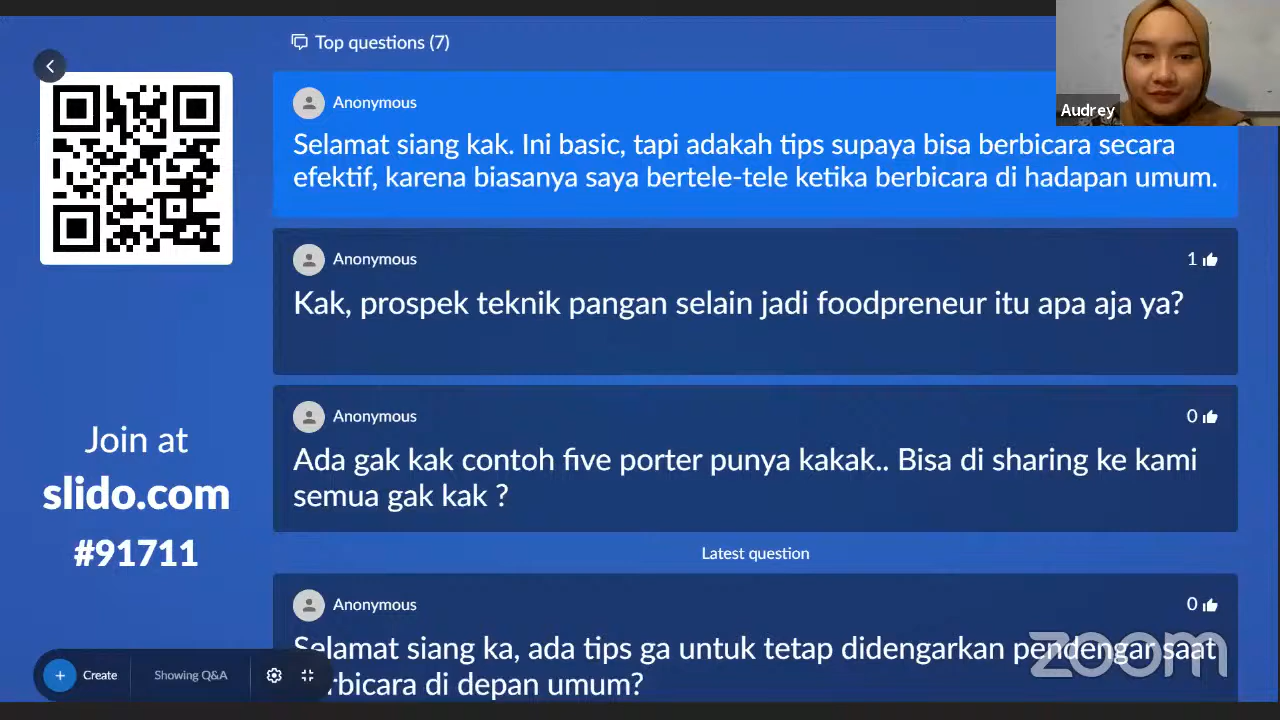 Top questions (7)
Audrey
Anonymous
Selamat siang kak. Ini basic, tapi adakah tips supaya bisa berbicara secara
efektif, karena biasanya saya bertele-tele ketika berbicara di hadapan umum.
Anonymous
1
Kak, prospek teknik pangan selain jadi foodpreneur itu apa aja ya?
Anonymous
0
Ada gak kak contoh five porter punya kakak.. Bisa di sharing ke kami
semua gak kak ?
Latest question
Anonymous
0
Selamat siang ka, ada tips ga untuk tetap didengarkan pendengar saat
rbicara di depan umum?
Join at
slido.com
#91711
+ Create
Showing Q&A
zoom